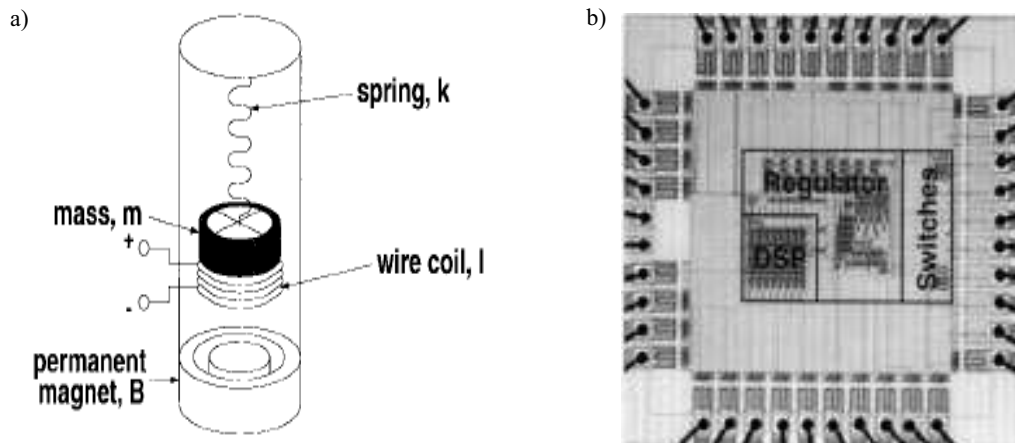 a)
spring, k
mass, m
+
wire coil, l
-
permanent
magnet, B
b)
Regulator
DSP
Switches